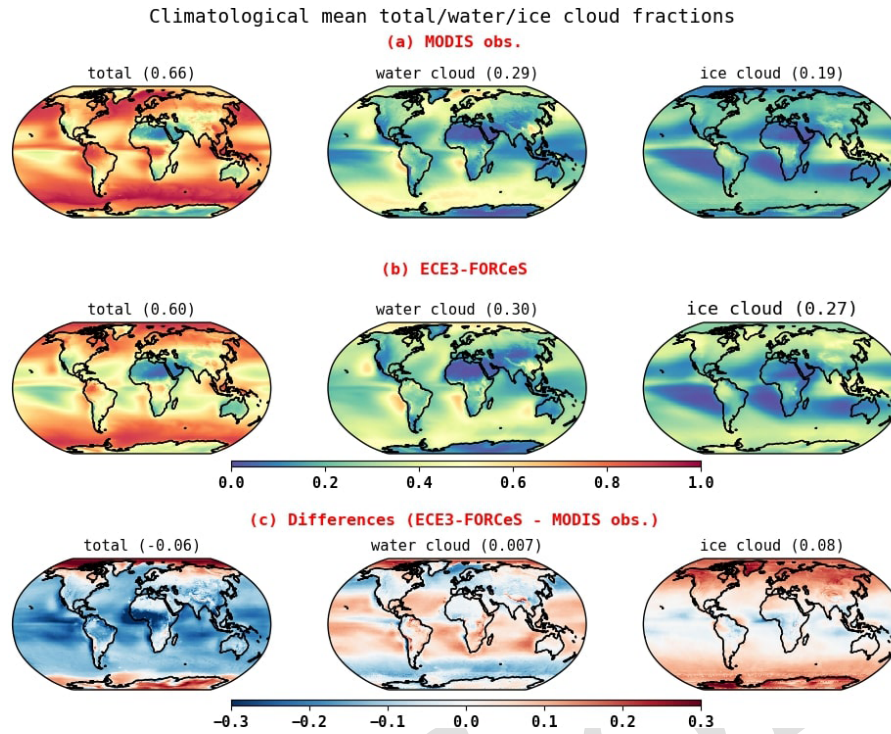 Climatological mean total/water/ice cloud fractions
(a) MODIS obs.
total (0.66)
water cloud (0.29)
ice cloud (0.19)
(b) ECE3-FORCeS
total (0.60)
water cloud (0.30)
ice cloud (0.27)
0.0 0.2 0.4 0.6 0.8 1.0
(c) Differences (ECE3-FORCeS - MODIS obs.)
total (-0.06)
water cloud (0.007)
ice cloud (0.08)
−0.3 −0.2 −0.1 0.0 0.1 0.2 0.3